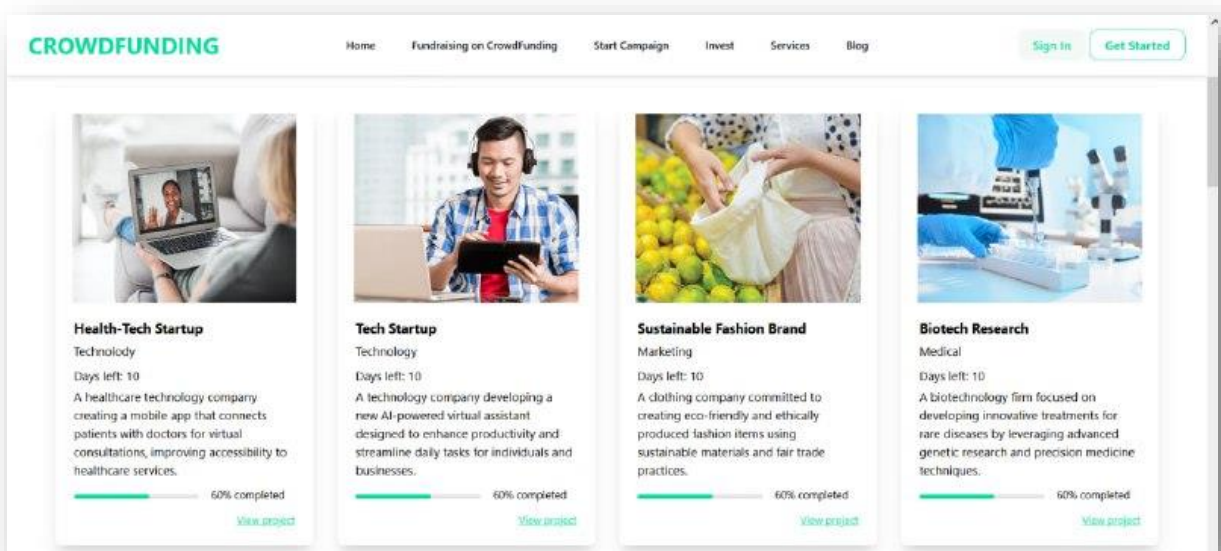 CROWDFUNDING
Home Fundraising on CrowdFunding Start Campaign Invest Services Blog
Sign In Get Started
Health-Tech Startup
Technolody
Days left: 10
A healthcare technology company
creating a mobile app that connects
patients with doctors for virtual
consultations, improving accessibility to
healthcare services.
60% completed
View project
Tech Startup
Technology
Days left: 10
A technology company developing a
new AI-powered virtual assistant
designed to enhance productivity and
streamline daily tasks for individuals and
businesses.
60% completed
View project
Sustainable Fashion Brand
Marketing
Days left: 10
A clothing company committed to
creating eco-friendly and ethically
produced fashion items using
sustainable materials and fair trade
practices.
60% completed
View project
Biotech Research
Medical
Days left: 10
A biotechnology firm focused on
developing innovative treatments for
rare diseases by leveraging advanced
genetic research and precision medicine
techniques.
60% completed
View project